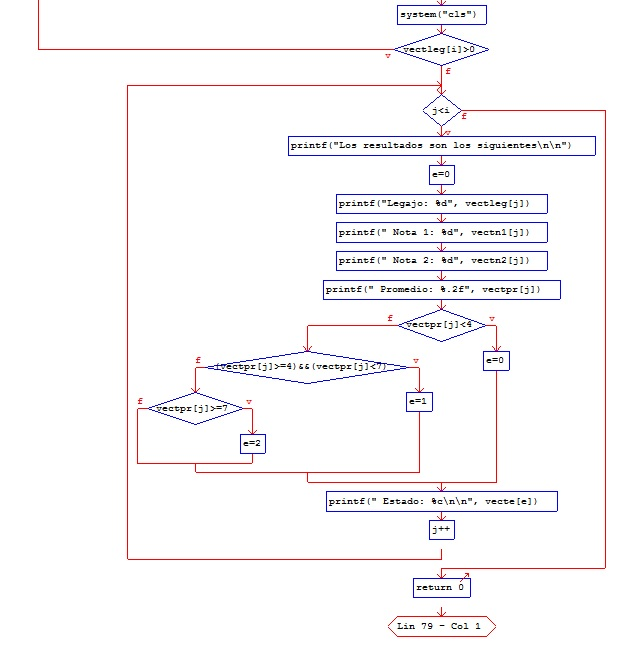 system("cls")
vectleg[i]>0
v
f
j<i
f
v
printf("Los resultados son los siguientes\n\n")
e=0
printf("Legajo: %d", vectleg[j])
printf(" Nota 1: %d", vectn1[j])
printf(" Nota 2: %d", vectn2[j])
printf(" Promedio: %.2f", vectpr[j])
f
v
vectpr[j]<4
f
v
e=0
(vectpr[j]>=4)&&(vectpr[j]<7)
f
v
e=1
vectpr[j]>=7
e=2
printf(" Estado: %c\n\n", vecte[e])
j++
return 0
Lin 79 - Col 1